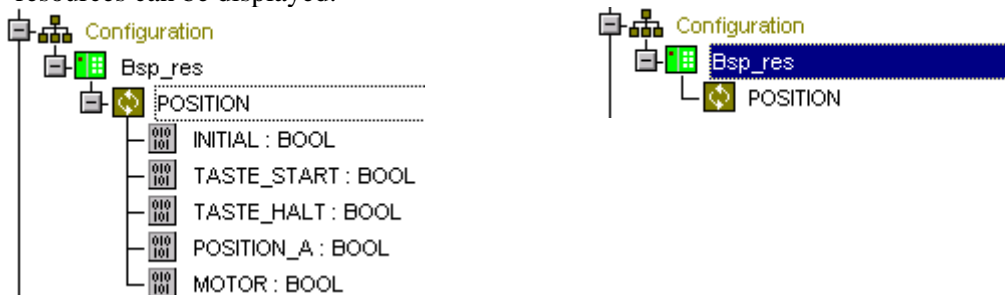 resources can be displayed.
Configuration
Bsp_res
POSITION
INITIAL : BOOL
TASTE_START : BOOL
TASTE_HALT : BOOL
POSITION_A : BOOL
MOTOR : BOOL
Configuration
Bsp_res
POSITION